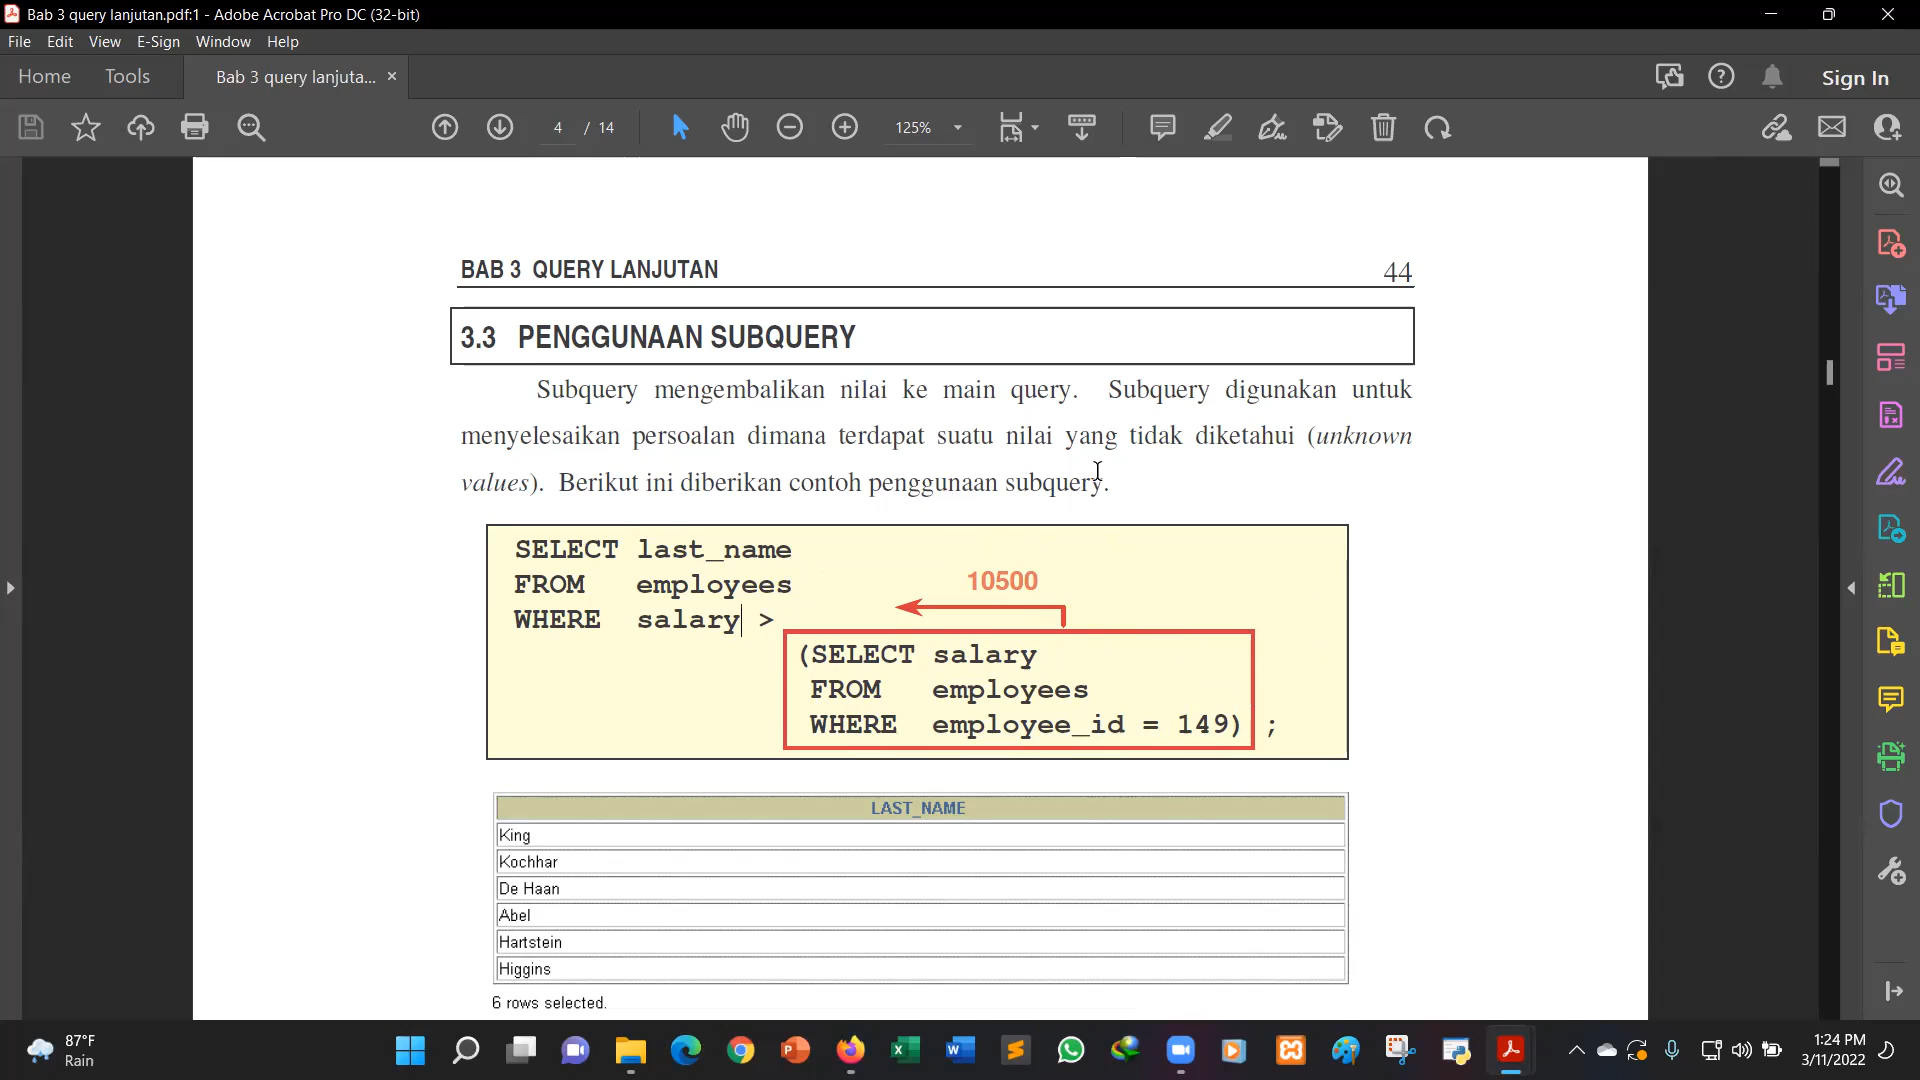 Bab 3 query lanjutan.pdf:1 - Adobe Acrobat Pro DC (32-bit)
File Edit View E-Sign Window Help
Home Tools Bab 3 query lanjuta... × Sign In
4 / 14 125%
BAB 3 QUERY LANJUTAN 44
3.3 PENGGUNAAN SUBQUERY
Subquery mengembalikan nilai ke main query. Subquery digunakan untuk
menyelesaikan persoalan dimana terdapat suatu nilai yang tidak diketahui (unknown
values). Berikut ini diberikan contoh penggunaan subquery.
SELECT last_name
FROM employees
10500
WHERE salary >
(SELECT salary
FROM employees
WHERE employee_id = 149) ;
LAST_NAME
King
Kochhar
De Haan
Abel
Hartstein
Higgins
6 rows selected.
87°F
Rain
1:24 PM
3/11/2022